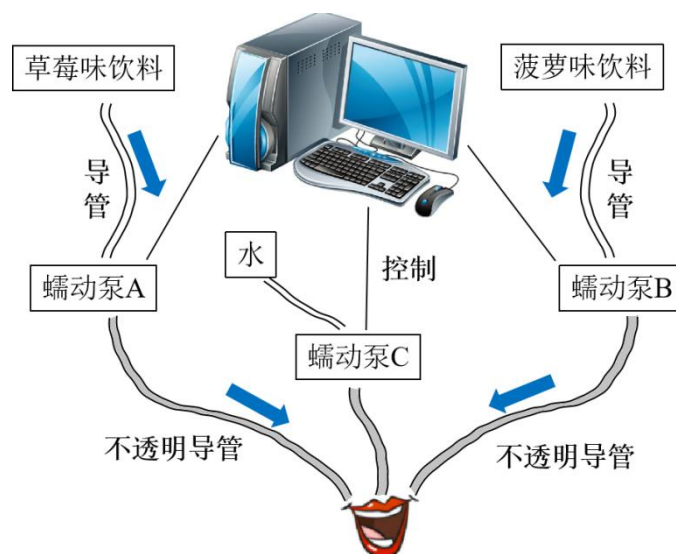 草莓味饮料
菠萝味饮料
导管
导管
水
控制
蠕动泵A
蠕动泵B
蠕动泵C
不透明导管
不透明导管